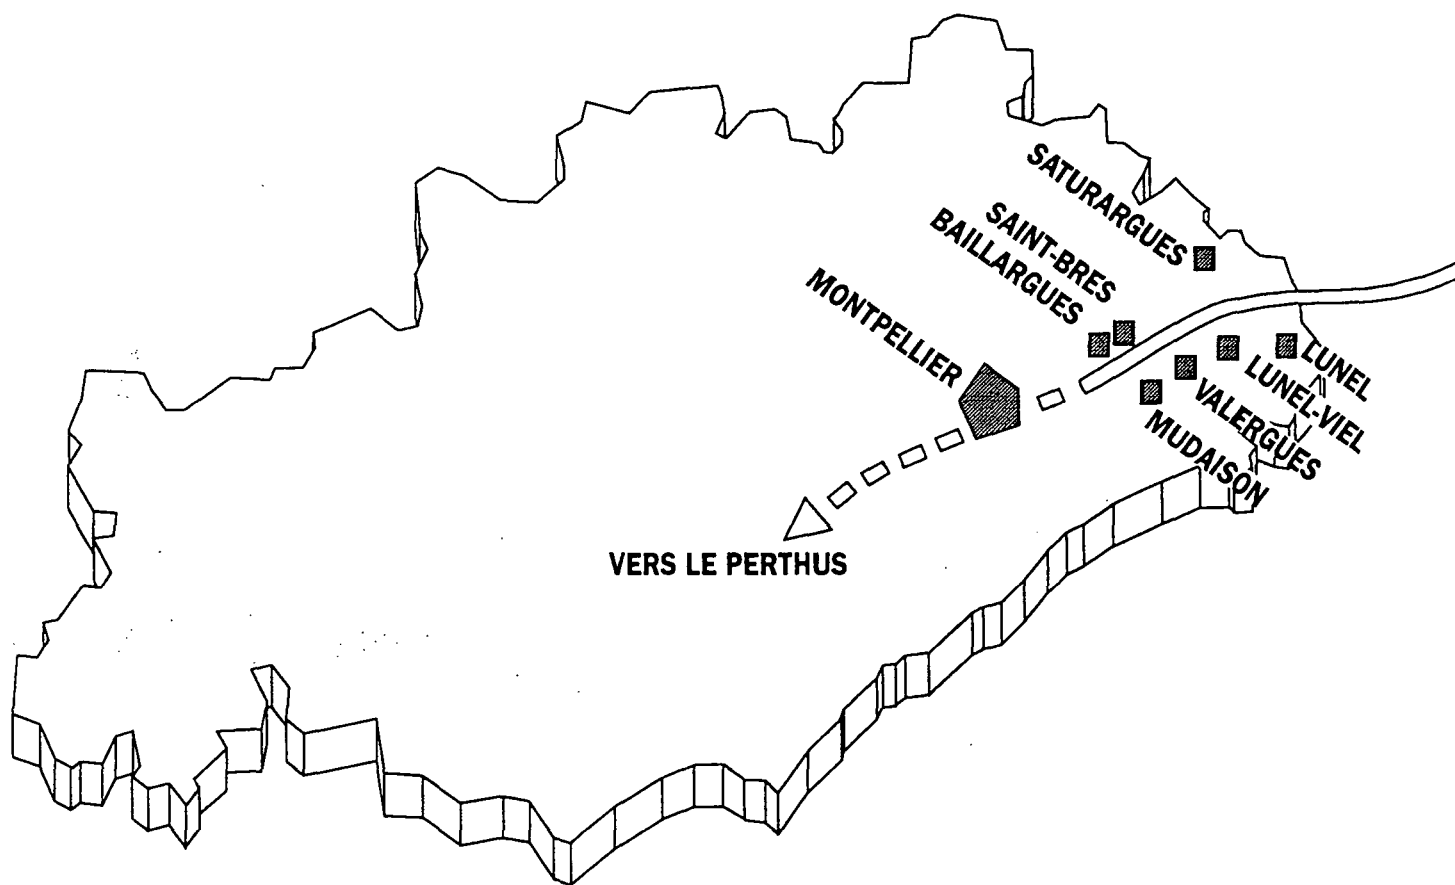 SATURARGUES
SAINT-BRES
BAILLARGUES
MONTPELLIER
LUNEL
LUNEL-VIEL
VALERGUES
MUDAISON
VERS LE PERTHUS